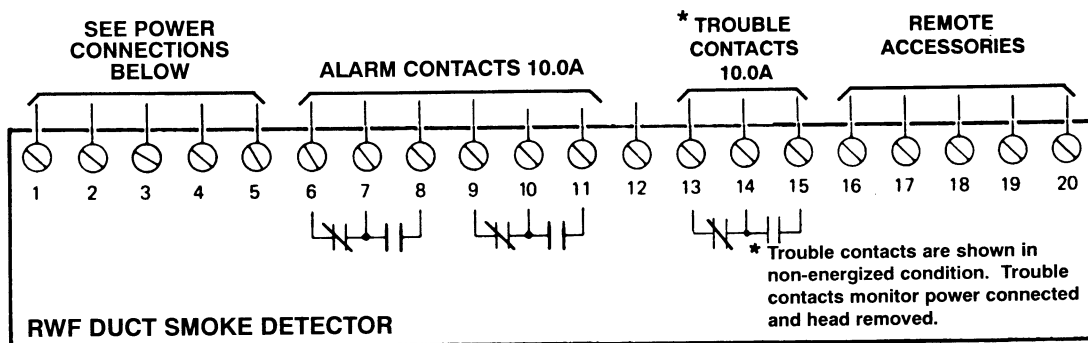 SEE POWER
CONNECTIONS
BELOW
ALARM CONTACTS 10.0A
* TROUBLE
CONTACTS
10.0A
REMOTE
ACCESSORIES
1 2 3 4 5 6 7 8 9 10 11 12 13 14 15 16 17 18 19 20
* Trouble contacts are shown in
non-energized condition. Trouble
contacts monitor power connected
and head removed.
RWF DUCT SMOKE DETECTOR